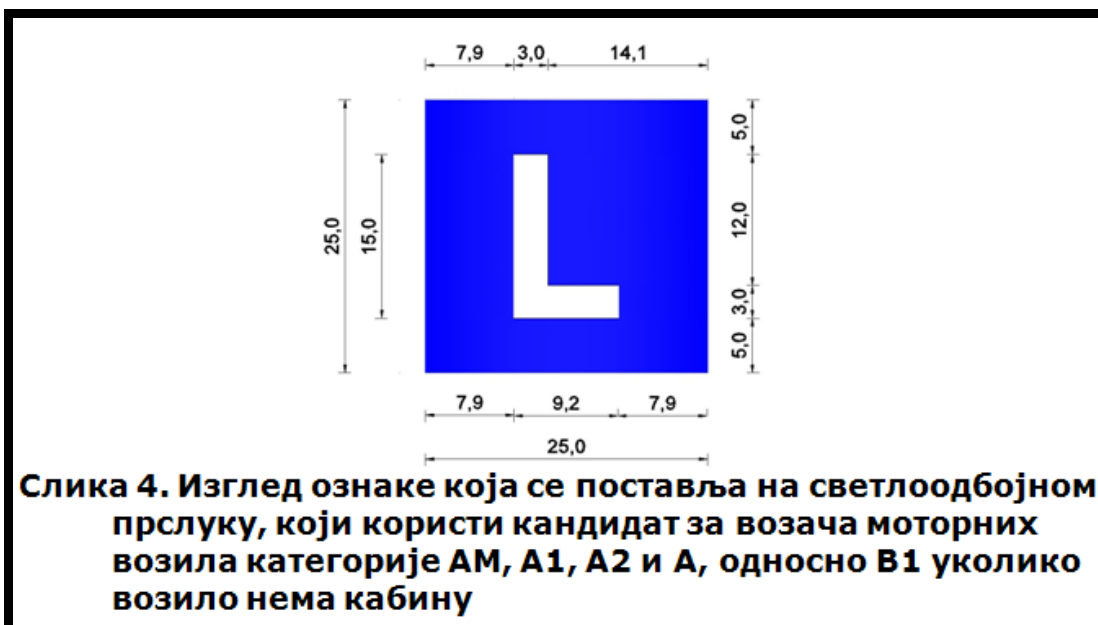 7,9 3,0 14,1
5,0
25,0
15,0
12,0
L
3,0
5,0
7,9 9,2 7,9
25,0
Слика 4. Изглед ознаке која се поставља на светлоодбојном
прслуку, који користи кандидат за возача моторних
возила категорије АМ, А1, А2 и А, односно В1 уколико
возило нема кабину